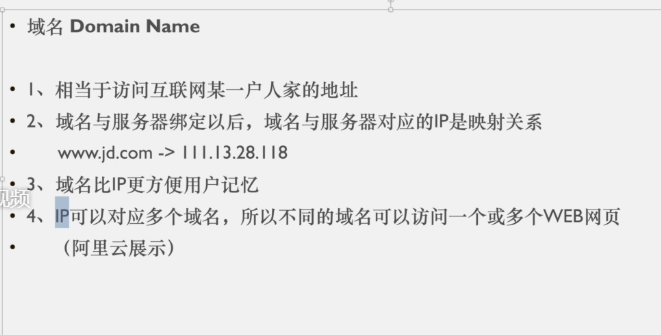 域名 Domain Name
1、相当于访问互联网某一户人家的地址
2、域名与服务器绑定以后，域名与服务器对应的IP是映射关系
www.jd.com -> 111.13.28.118
3、域名比IP更方便用户记忆
视频
4、IP可以对应多个域名，所以不同的域名可以访问一个或多个WEB网页
（阿里云展示）